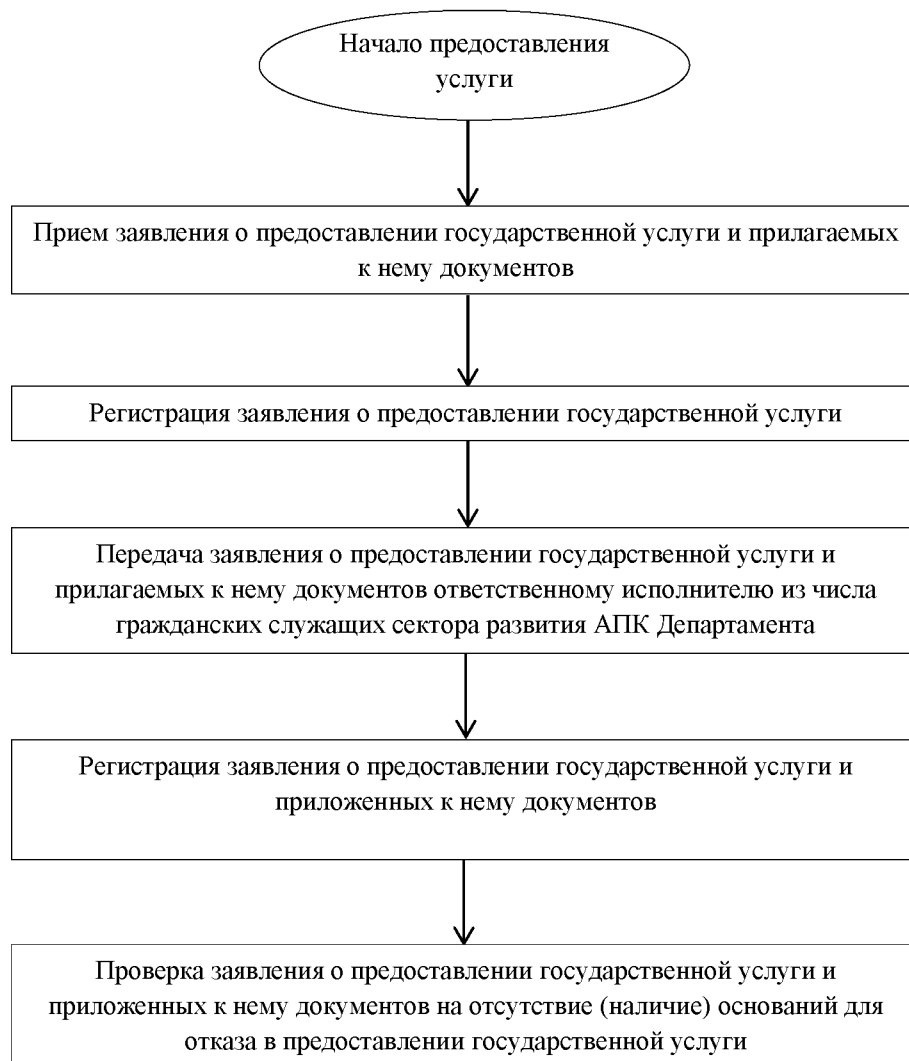 Начало предоставления
услуги
Прием заявления о предоставлении государственной услуги и прилагаемых
к нему документов
Регистрация заявления о предоставлении государственной услуги
Передача заявления о предоставлении государственной услуги и
прилагаемых к нему документов ответственному исполнителю из числа
гражданских служащих сектора развития АПК Департамента
Регистрация заявления о предоставлении государственной услуги и
приложенных к нему документов
Проверка заявления о предоставлении государственной услуги и
приложенных к нему документов на отсутствие (наличие) оснований для
отказа в предоставлении государственной услуги